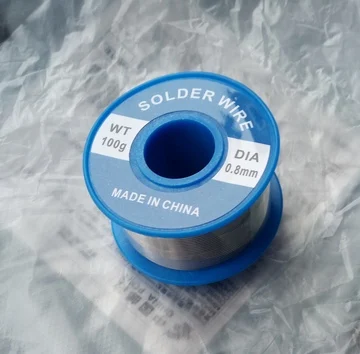 SOLDER WIRE
WT
100g
DIA
0.8mm
MADE IN CHINA